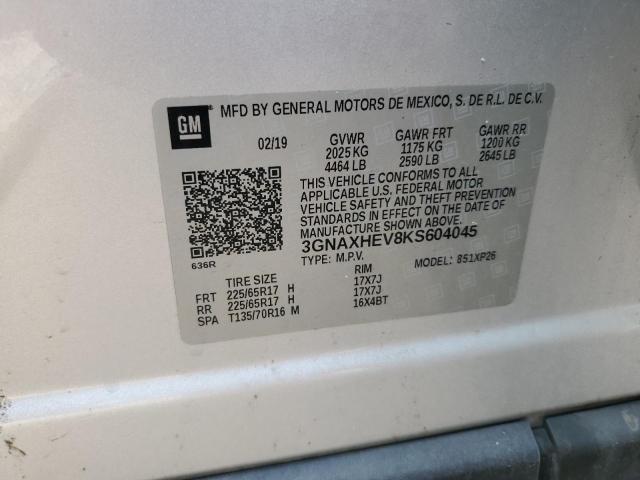 GM
MFD BY GENERAL MOTORS DE MEXICO, S. DE R.L. DE C.V.
02/19 GVWR GAWR FRT GAWR RR
2025 KG 1175 KG 1200 KG
4464 LB 2590 LB 2645 LB
THIS VEHICLE CONFORMS TO ALL
APPLICABLE U.S. FEDERAL MOTOR
VEHICLE SAFETY AND THEFT PREVENTION
STANDARDS IN EFFECT ON THE DATE OF
MANUFACTURE SHOWN ABOVE.
3GNAXHEV8KS604045
636R TYPE: M.P.V. MODEL: 851XP26
TIRE SIZE RIM
FRT 225/65R17 H 17X7J
RR 225/65R17 H 17X7J
SPA T135/70R16 M 16X4BT